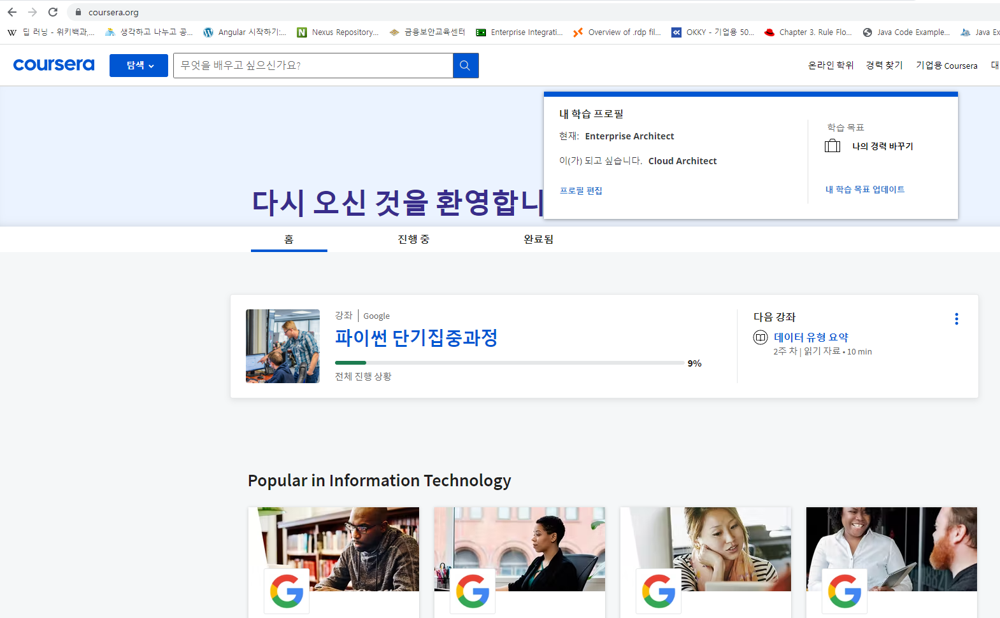 coursera.org
딥 러닝 - 위키백과,...
생각하고 나누고 공...
Angular 시작하기:...
Nexus Repository...
금융보안교육센터
Enterprise Integrati...
Overview of .rdp fil...
OKKY - 기업용 50...
Chapter 3. Rule Flo...
Java Code Example...
Java Ex
coursera
탐색
무엇을 배우고 싶으신가요?
온라인 학위
경력 찾기
기업용 Coursera
대
내 학습 프로필
현재: Enterprise Architect
이(가) 되고 싶습니다. Cloud Architect
프로필 편집
학습 목표
나의 경력 바꾸기
내 학습 목표 업데이트
다시 오신 것을 환영합니
홈
진행 중
완료됨
강좌 | Google
파이썬 단기집중과정
9%
전체 진행 상황
다음 강좌
데이터 유형 요약
2주 차 | 읽기 자료 • 10 min
Popular in Information Technology